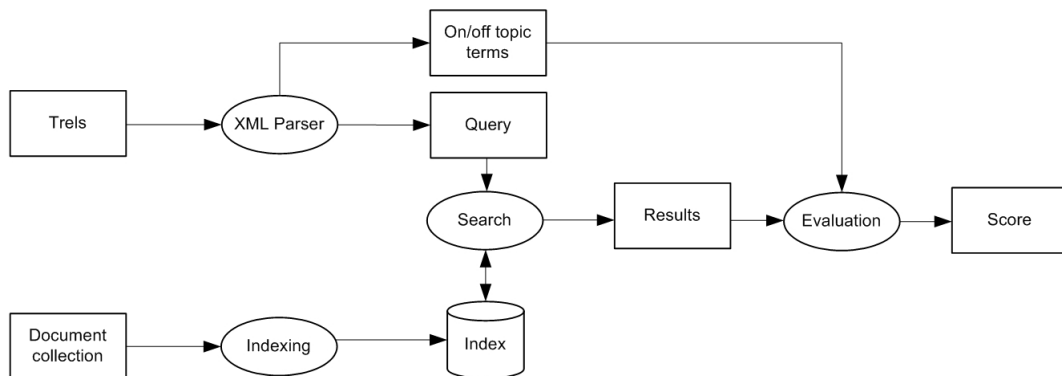 On/off topic
terms
Trels
XML Parser
Query
Search
Results
Evaluation
Score
Document
collection
Indexing
Index